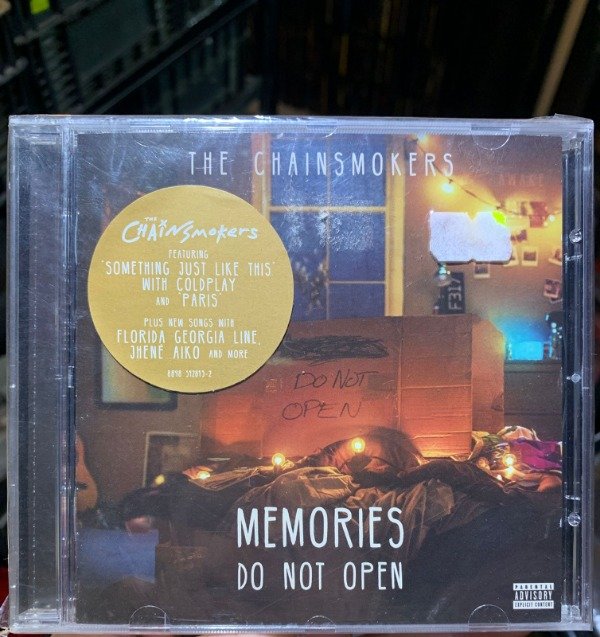 THE CHAINSMOKERS
AWAKE
THE
CHAINSMOKERS
FEATURING
'SOMETHING JUST LIKE THIS'
WITH COLDPLAY
AND 'PARIS'
PLUS NEW SONGS WITH
FLORIDA GEORGIA LINE,
JHENÉ AIKO AND MORE
DO NOT
OPEN
MEMORIES
DO NOT OPEN
PARENTAL
ADVISORY
EXPLICIT CONTENT